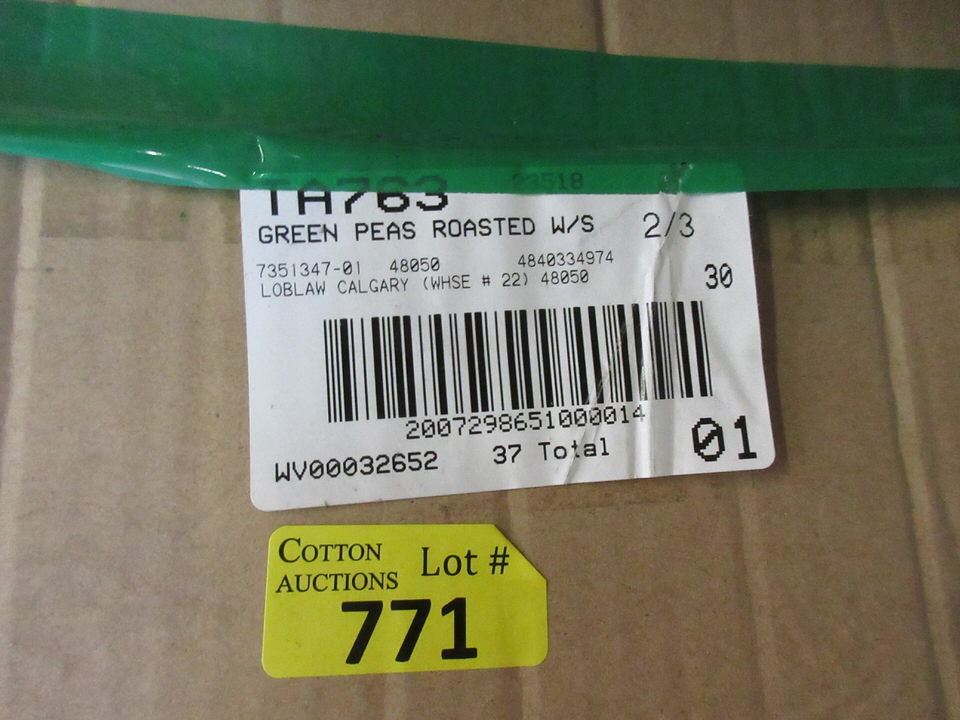 TA763 23518
GREEN PEAS ROASTED W/S 2/3
7351347-01 48050 4840334974
LOBLAW CALGARY (WHSE # 22) 48050 30
2007298651000014
WV00032652 37 Total 01
COTTON AUCTIONS Lot #
771